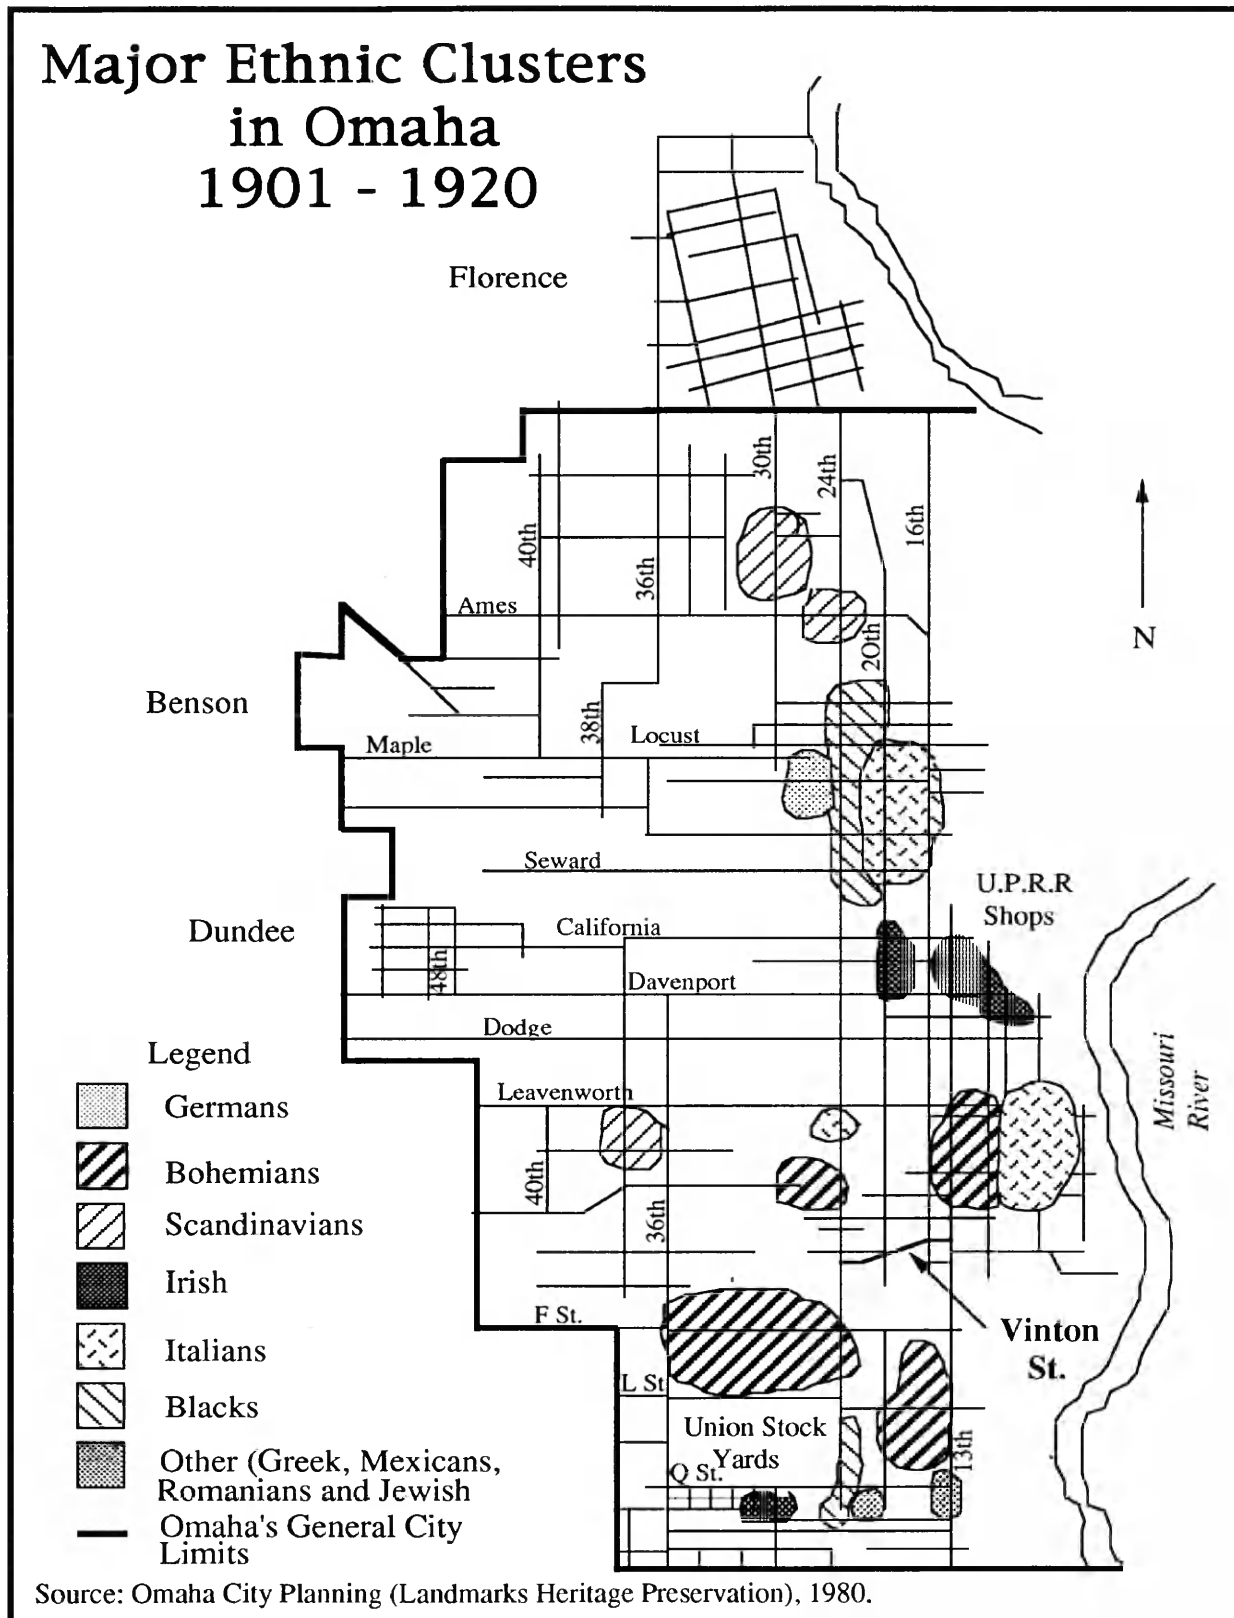 Major Ethnic Clusters
in Omaha
1901 - 1920
Florence
30th
24th
16th
40th
36th
Ames
N
20th
Benson
38th
Locust
Maple
Seward
U.P.R.R
Shops
Dundee
California
48th
Davenport
Dodge
Legend
Leavenworth
Missouri
River
Germans
Bohemians
40th
36th
Scandinavians
Irish
F St.
Vinton
St.
Italians
L St
Blacks
Union Stock
Yards
13th
Q St.
Other (Greek, Mexicans,
Romanians and Jewish
Omaha's General City
Limits
Source: Omaha City Planning (Landmarks Heritage Preservation), 1980.